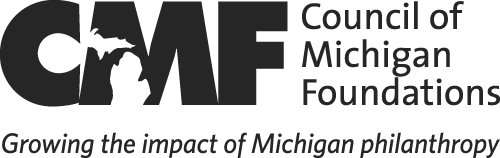 CMF
Council of
Michigan
Foundations
Growing the impact of Michigan philanthropy